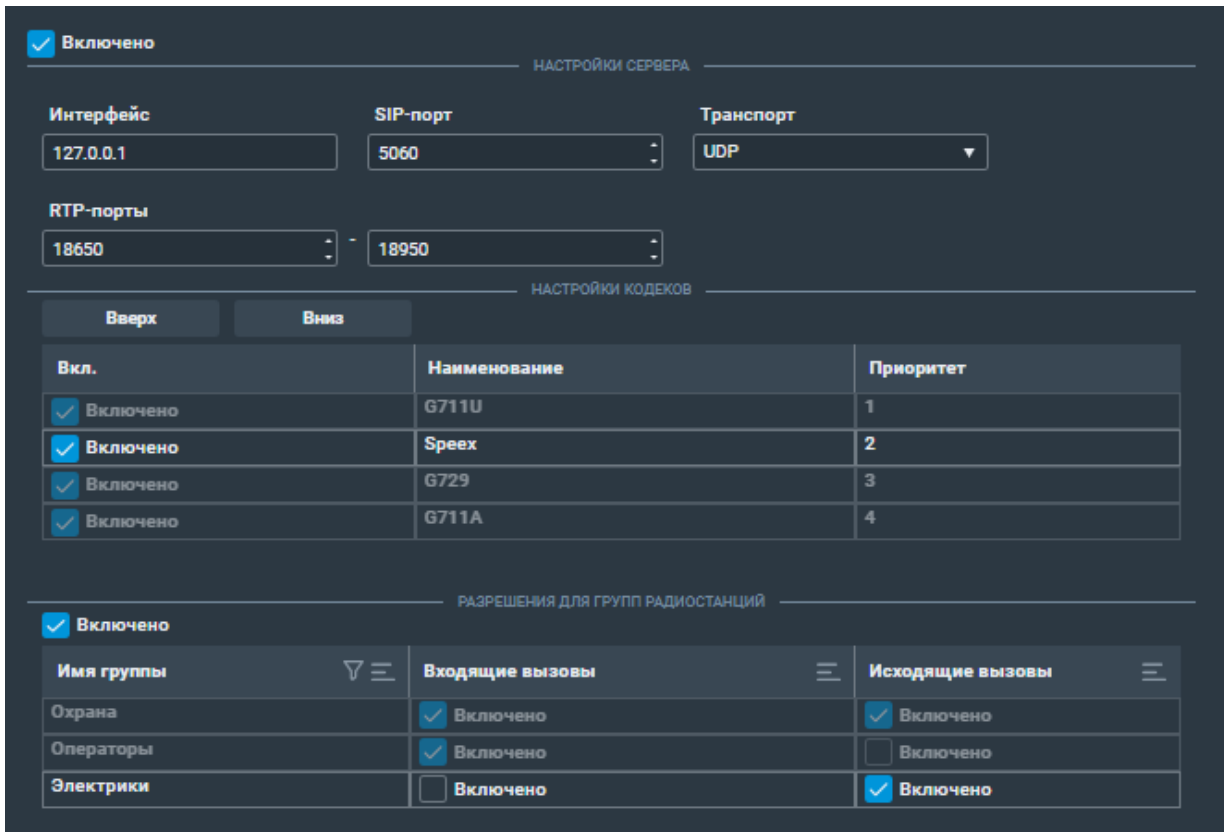 Включено
НАСТРОЙКИ СЕРВЕРА
Интерфейс SIP-порт Транспорт
127.0.0.1 5060 UDP
RTP-порты
18650 - 18950
НАСТРОЙКИ КОДЕКОВ
Вверх Вниз
Вкл. Наименование Приоритет
Включено G711U 1
Включено Speex 2
Включено G729 3
Включено G711A 4
РАЗРЕШЕНИЯ ДЛЯ ГРУПП РАДИОСТАНЦИЙ
Включено
Имя группы Входящие вызовы Исходящие вызовы
Охрана Включено Включено
Операторы Включено Включено
Электрики Включено Включено